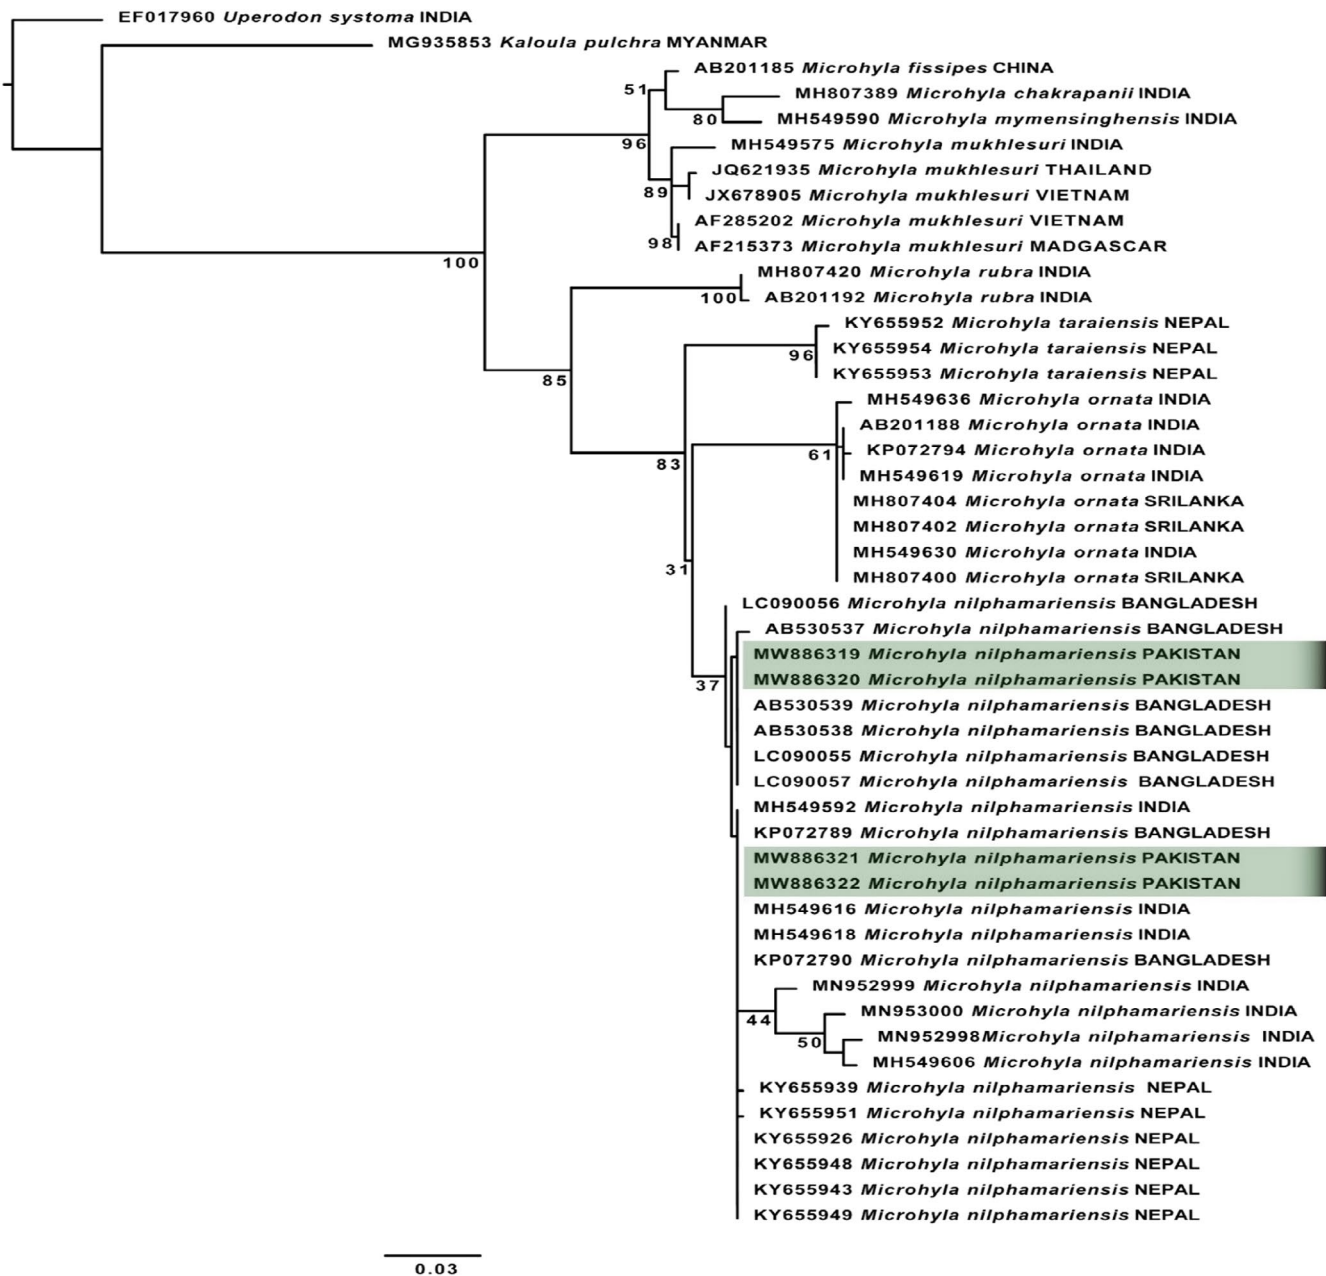 EF017960 Uperodon systoma INDIA
MG935853 Kaloula pulchra MYANMAR
AB201185 Microhyla fissipes CHINA
51
MH807389 Microhyla chakrapanii INDIA
80
MH549590 Microhyla mymensinghensis INDIA
96
MH549575 Microhyla mukhlesuri INDIA
JQ621935 Microhyla mukhlesuri THAILAND
89
JX678905 Microhyla mukhlesuri VIETNAM
AF285202 Microhyla mukhlesuri VIETNAM
98
AF215373 Microhyla mukhlesuri MADGASCAR
100
MH807420 Microhyla rubra INDIA
100
AB201192 Microhyla rubra INDIA
KY655952 Microhyla taraiensis NEPAL
96
KY655954 Microhyla taraiensis NEPAL
KY655953 Microhyla taraiensis NEPAL
85
MH549636 Microhyla ornata INDIA
AB201188 Microhyla ornata INDIA
61
KP072794 Microhyla ornata INDIA
83
MH549619 Microhyla ornata INDIA
MH807404 Microhyla ornata SRILANKA
MH807402 Microhyla ornata SRILANKA
MH549630 Microhyla ornata INDIA
31
MH807400 Microhyla ornata SRILANKA
LC090056 Microhyla nilphamariensis BANGLADESH
AB530537 Microhyla nilphamariensis BANGLADESH
MW886319 Microhyla nilphamariensis PAKISTAN
37
MW886320 Microhyla nilphamariensis PAKISTAN
AB530539 Microhyla nilphamariensis BANGLADESH
AB530538 Microhyla nilphamariensis BANGLADESH
LC090055 Microhyla nilphamariensis BANGLADESH
LC090057 Microhyla nilphamariensis BANGLADESH
MH549592 Microhyla nilphamariensis INDIA
KP072789 Microhyla nilphamariensis BANGLADESH
MW886321 Microhyla nilphamariensis PAKISTAN
MW886322 Microhyla nilphamariensis PAKISTAN
MH549616 Microhyla nilphamariensis INDIA
MH549618 Microhyla nilphamariensis INDIA
KP072790 Microhyla nilphamariensis BANGLADESH
MN952999 Microhyla nilphamariensis INDIA
44
MN953000 Microhyla nilphamariensis INDIA
50
MN952998Microhyla nilphamariensis INDIA
MH549606 Microhyla nilphamariensis INDIA
KY655939 Microhyla nilphamariensis NEPAL
KY655951 Microhyla nilphamariensis NEPAL
KY655926 Microhyla nilphamariensis NEPAL
KY655948 Microhyla nilphamariensis NEPAL
KY655943 Microhyla nilphamariensis NEPAL
KY655949 Microhyla nilphamariensis NEPAL
0.03